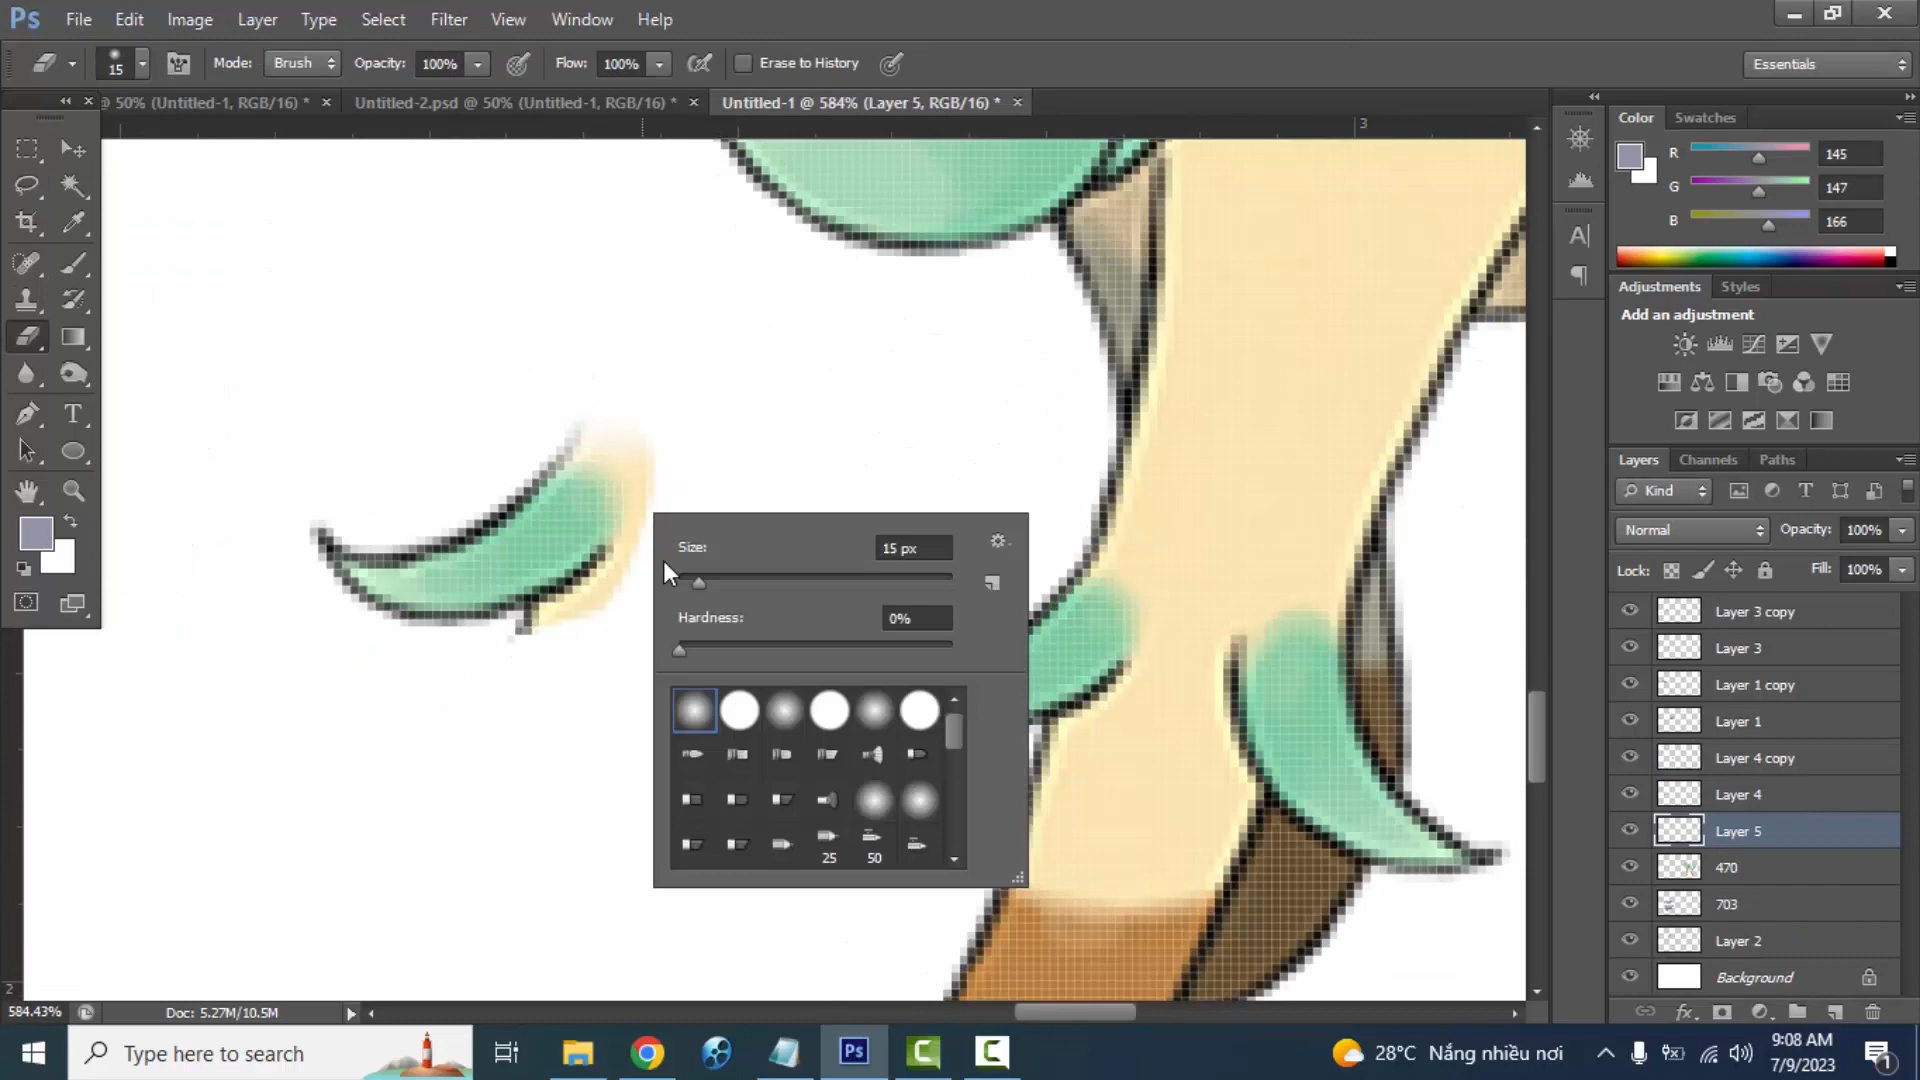 Ps File Edit Image Layer Type Select Filter View Window Help
15 Mode: Brush Opacity: 100% Flow: 100% Erase to History Essentials
@ 50% (Untitled-1, RGB/16) * × Untitled-2.psd @ 50% (Untitled-1, RGB/16) * × Untitled-1 @ 584% (Layer 5, RGB/16) * ×
3
Color Swatches
R 145
G 147
B 166
Adjustments Styles
Add an adjustment
Layers Channels Paths
Kind
Normal Opacity: 100%
Lock: Fill: 100%
Layer 3 copy
Layer 3
Layer 1 copy
Layer 1
Layer 4 copy
Layer 4
Layer 5
470
703
Layer 2
Background
Size: 15 px
Hardness: 0%
25 50
2
584.43% Doc: 5.27M/10.5M
Type here to search
Ps
28°C Nắng nhiều nơi
9:08 AM
7/9/2023
1